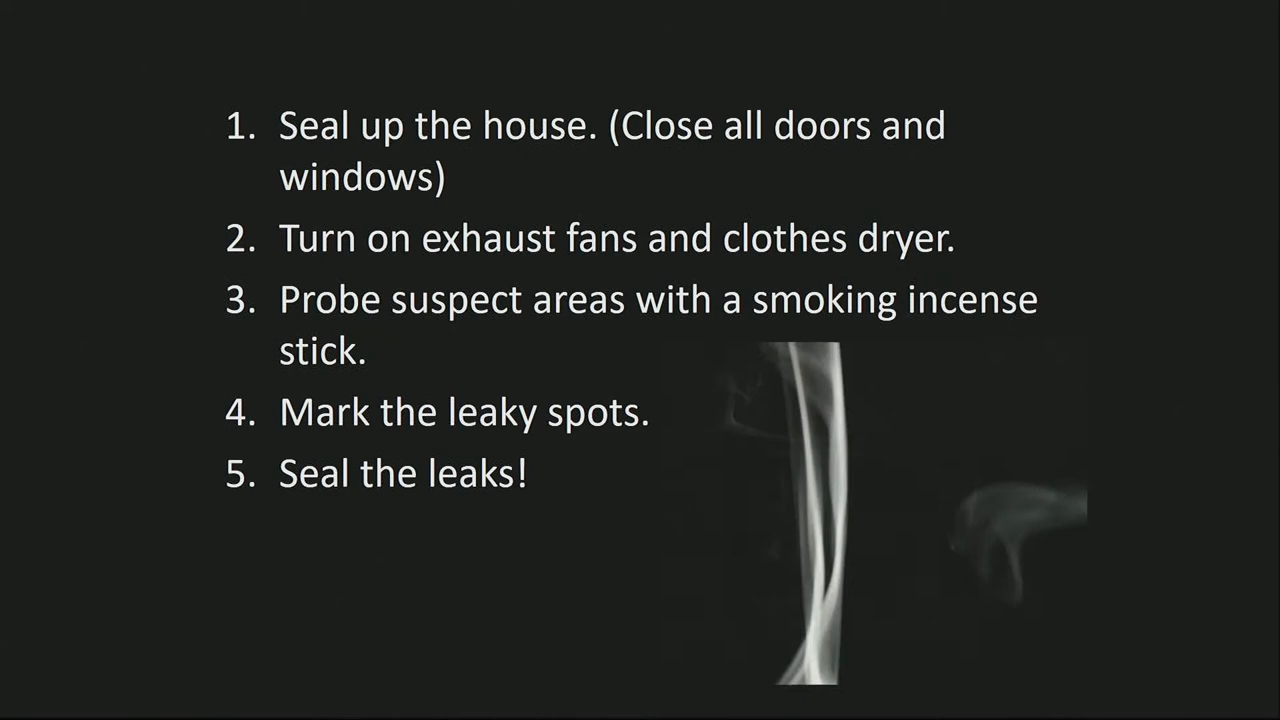 1. Seal up the house. (Close all doors and
windows)
2. Turn on exhaust fans and clothes dryer.
3. Probe suspect areas with a smoking incense
stick.
4. Mark the leaky spots.
5. Seal the leaks!